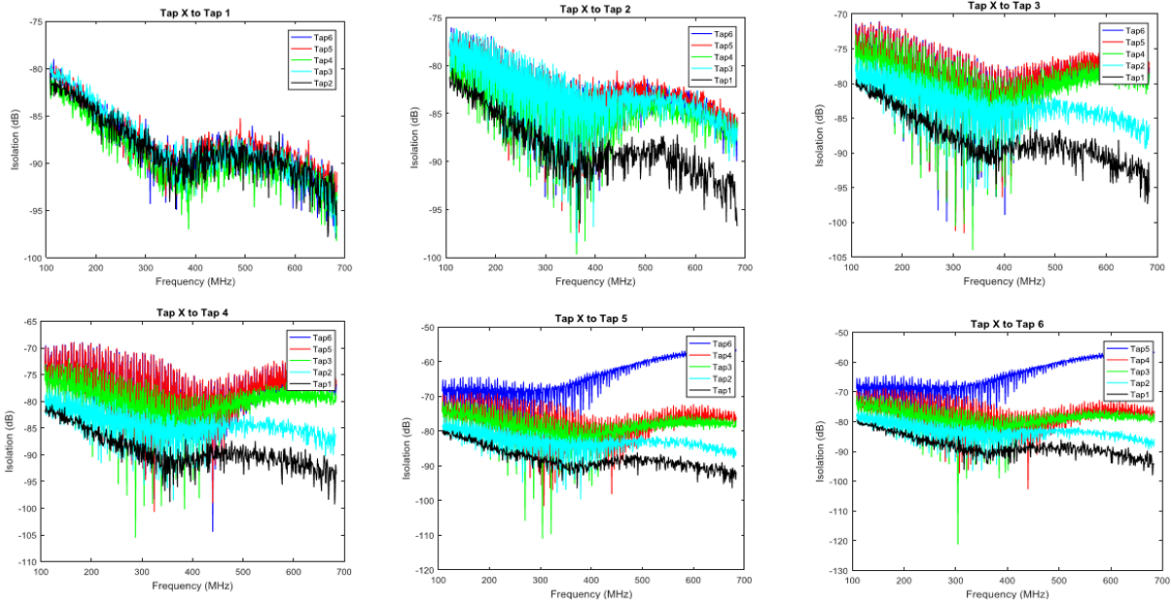 Tap X to Tap 1
-75
-80
-85
-90
-95
-100
Isolation (dB)
Tap6
Tap5
Tap4
Tap3
Tap2
100 200 300 400 500 600 700
Frequency (MHz)
Tap X to Tap 2
-75
-80
-85
-90
-95
-100
Isolation (dB)
Tap6
Tap5
Tap4
Tap3
Tap1
100 200 300 400 500 600 700
Frequency (MHz)
Tap X to Tap 3
-70
-75
-80
-85
-90
-95
-100
-105
Isolation (dB)
Tap6
Tap5
Tap4
Tap2
Tap1
100 200 300 400 500 600 700
Frequency (MHz)
Tap X to Tap 4
-65
-70
-75
-80
-85
-90
-95
-100
-105
-110
Isolation (dB)
Tap6
Tap5
Tap3
Tap2
Tap1
100 200 300 400 500 600 700
Frequency (MHz)
Tap X to Tap 5
-50
-60
-70
-80
-90
-100
-110
-120
Isolation (dB)
Tap6
Tap4
Tap3
Tap2
Tap1
100 200 300 400 500 600 700
Frequency (MHz)
Tap X to Tap 6
-50
-60
-70
-80
-90
-100
-110
-120
-130
Isolation (dB)
Tap5
Tap4
Tap3
Tap2
Tap1
100 200 300 400 500 600 700
Frequency (MHz)